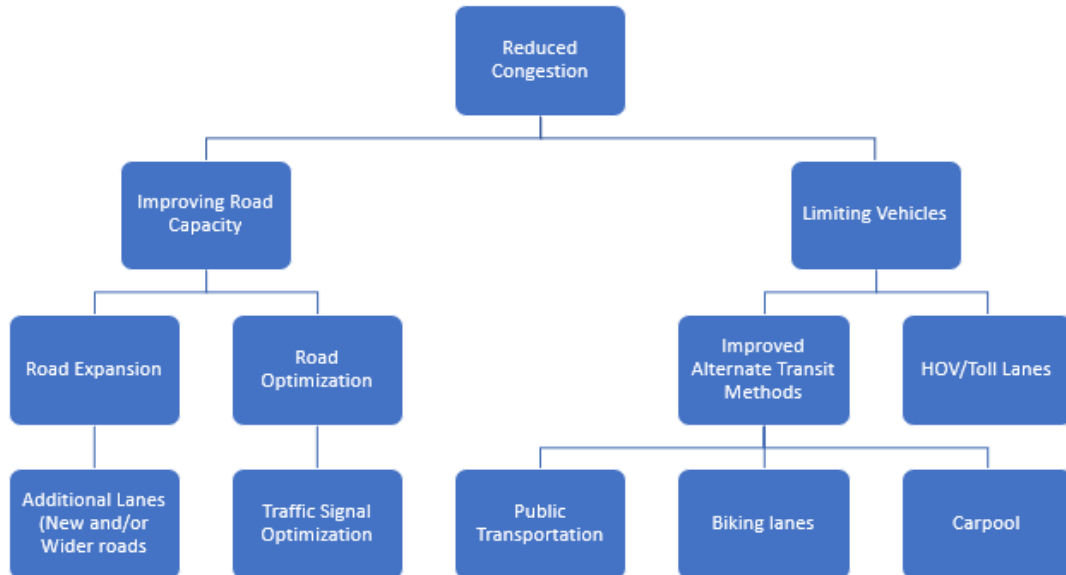 Reduced
Congestion
Improving Road
Capacity
Limiting Vehicles
Road Expansion
Road
Optimization
Improved
Alternate Transit
Methods
HOV/Toll Lanes
Additional Lanes
(New and/or
Wider roads
Traffic Signal
Optimization
Public
Transportation
Biking lanes
Carpool